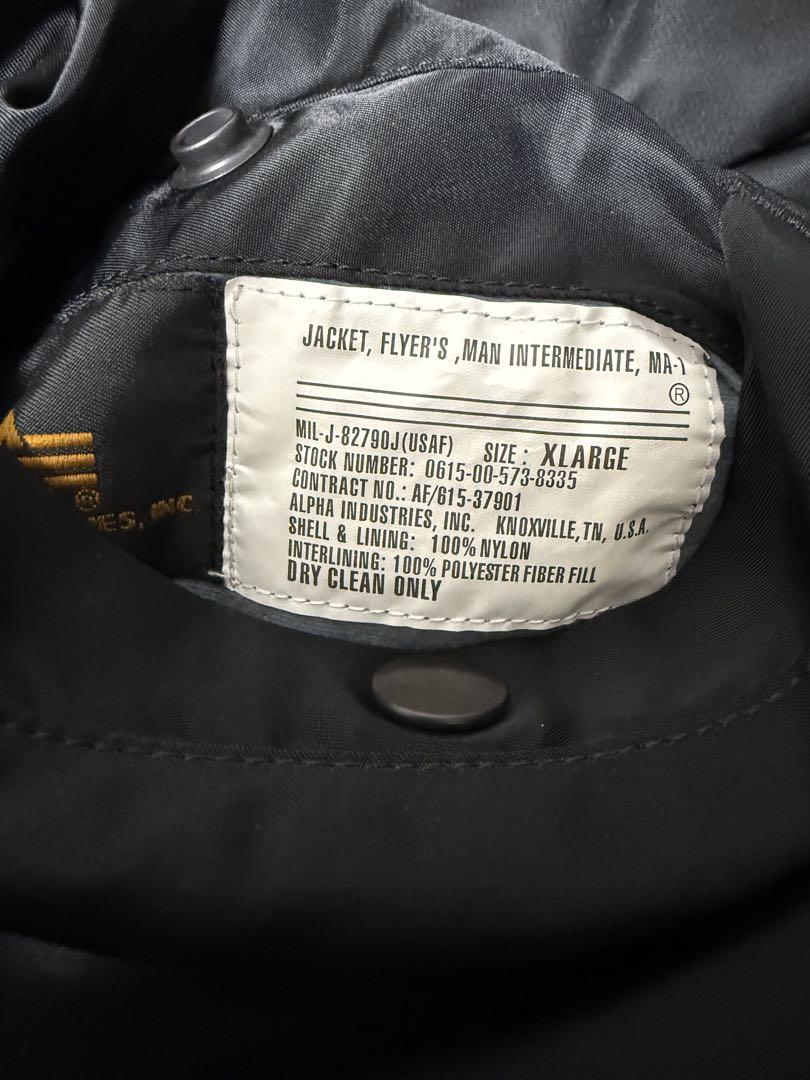 JACKET, FLYER'S ,MAN INTERMEDIATE, MA-1
®
MIL-J-82790J(USAF) SIZE : XLARGE
STOCK NUMBER: 0615-00-573-8335
CONTRACT NO.: AF/615-37901
ALPHA INDUSTRIES, INC. KNOXVILLE,TN, U.S.A.
SHELL & LINING: 100% NYLON
INTERLINING: 100% POLYESTER FIBER FILL
DRY CLEAN ONLY
®
INC